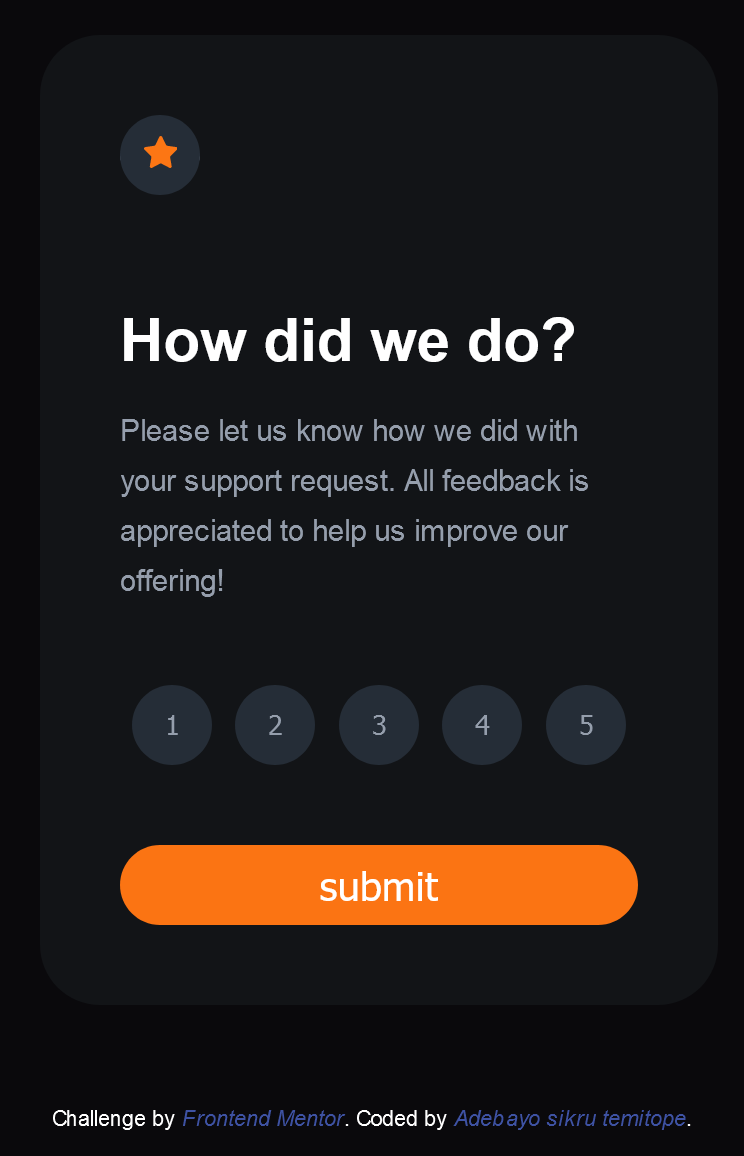 How did we do?
Please let us know how we did with
your support request. All feedback is
appreciated to help us improve our
offering!
1 2 3 4 5
submit
Challenge by Frontend Mentor. Coded by Adebayo sikru temitope.